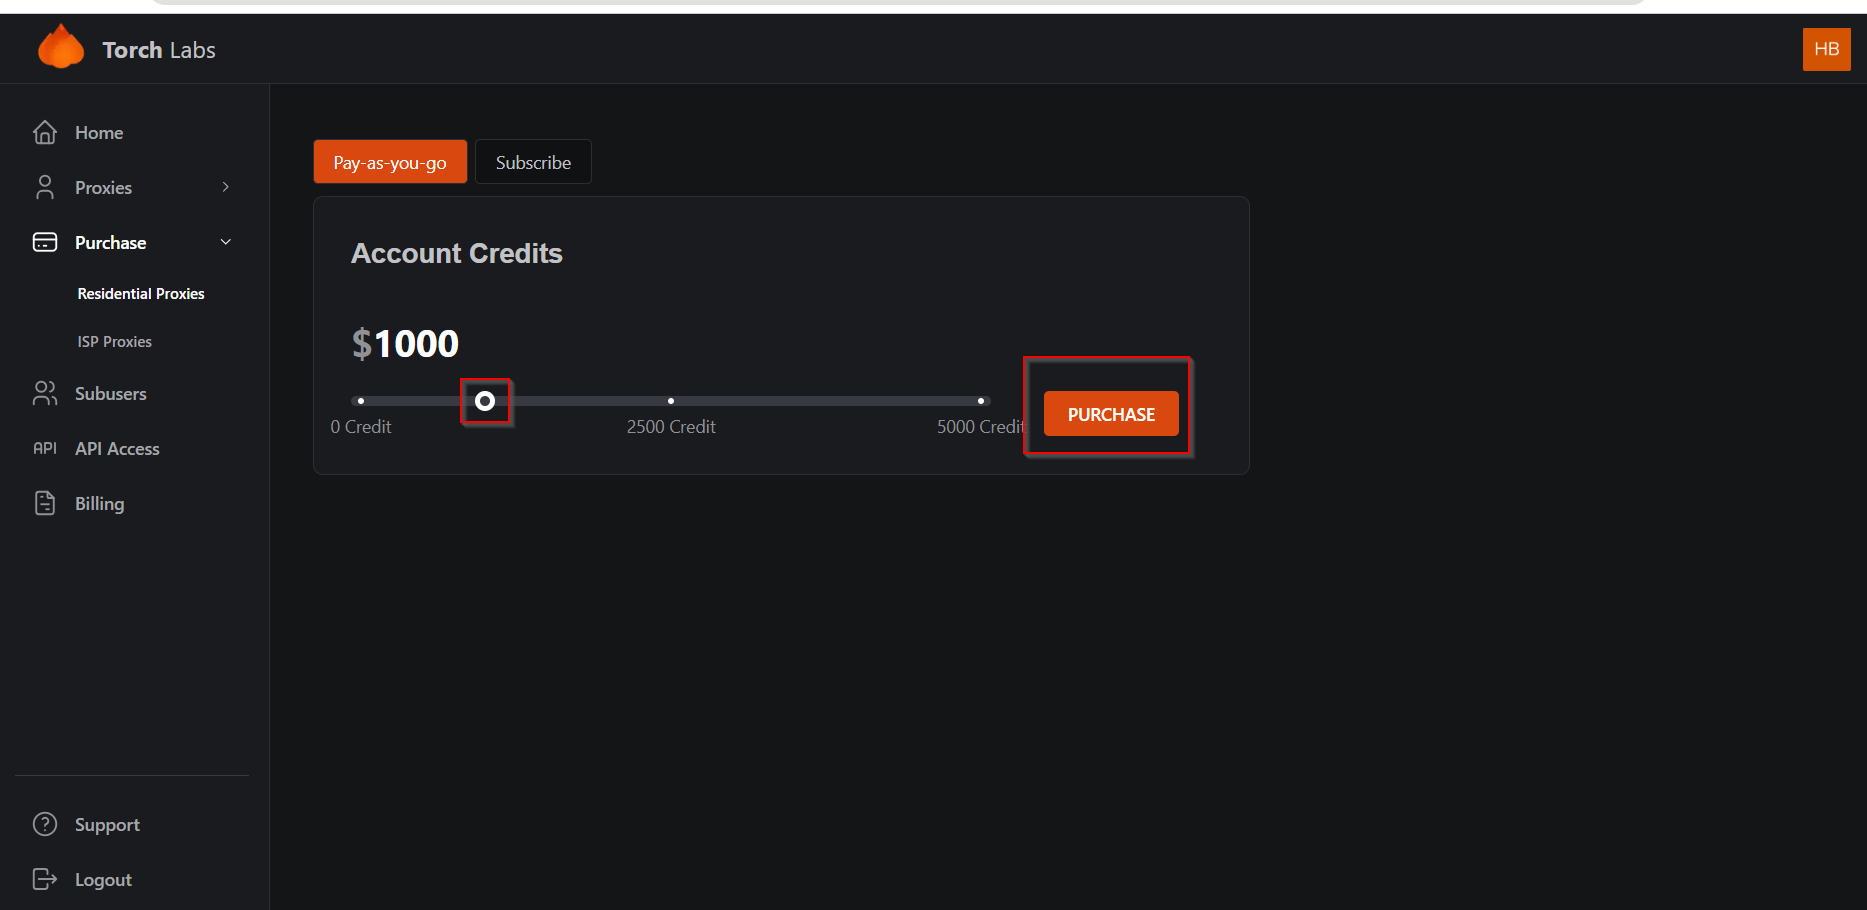 Torch Labs
HB
Home
Proxies
Purchase
Residential Proxies
ISP Proxies
Subusers
API API Access
Billing
Support
Logout
Pay-as-you-go
Subscribe
Account Credits
$1000
0 Credit
2500 Credit
5000 Credit
PURCHASE